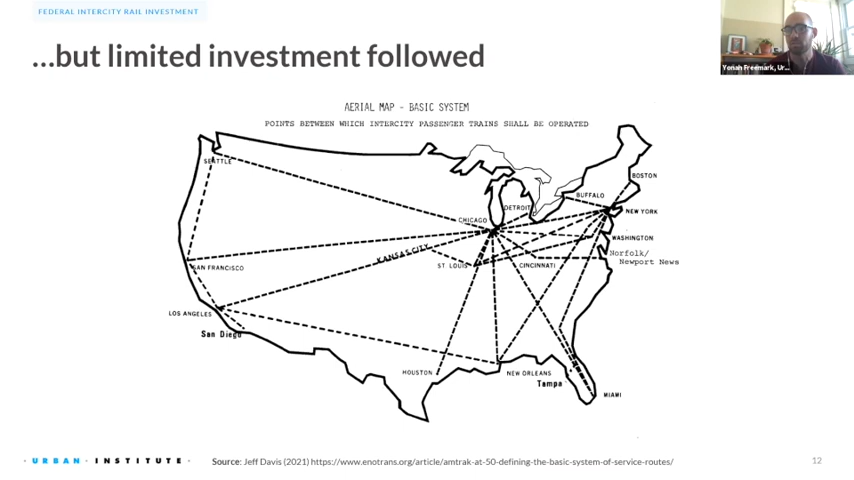 FEDERAL INTERCITY RAIL INVESTMENT
...but limited investment followed
Yonah Freemark, Ur...
AERIAL MAP - BASIC SYSTEM
POINTS BETWEEN WHICH INTERCITY PASSENGER TRAINS SHALL BE OPERATED
SEATTLE
BOSTON
BUFFALO
DETROIT
NEW YORK
CHICAGO
WASHINGTON
KANSAS CITY
Norfolk/
Newport News
SAN FRANCISCO
ST LOUIS
CINCINNATI
LOS ANGELES
San Diego
HOUSTON
NEW ORLEANS
Tampa
MIAMI
· URBAN · INSTITUTE ·
Source: Jeff Davis (2021) https://www.enotrans.org/article/amtrak-at-50-defining-the-basic-system-of-service-routes/
12